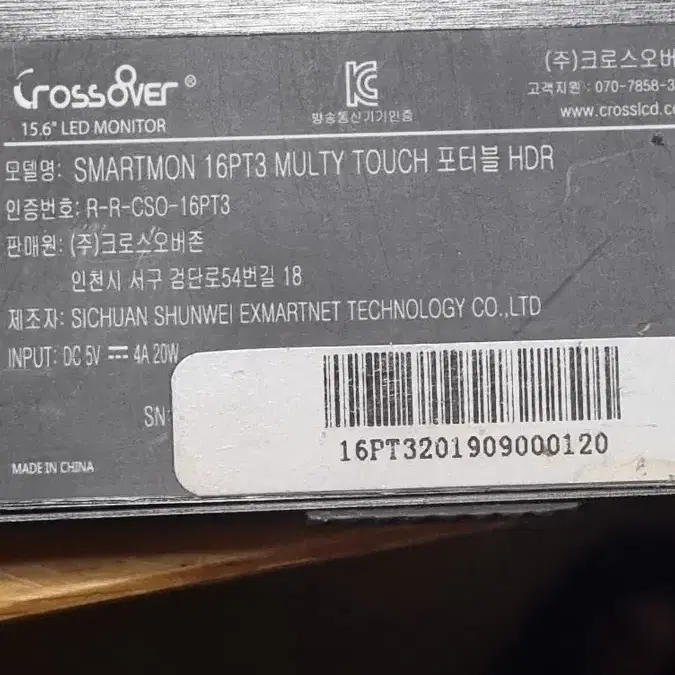 CrossOver®
15.6" LED MONITOR
방송통신기기인증
(주)크로스오버
고객지원 : 070-7858-3
www.crosslcd.co
모델명: SMARTMON 16PT3 MULTY TOUCH 포터블 HDR
인증번호: R-R-CSO-16PT3
판매원: (주)크로스오버존
인천시 서구 검단로54번길 18
제조자: SICHUAN SHUNWEI EXMARTNET TECHNOLOGY CO.,LTD
INPUT: DC 5V ⎓ 4A 20W
SN
16PT3201909000120
MADE IN CHINA